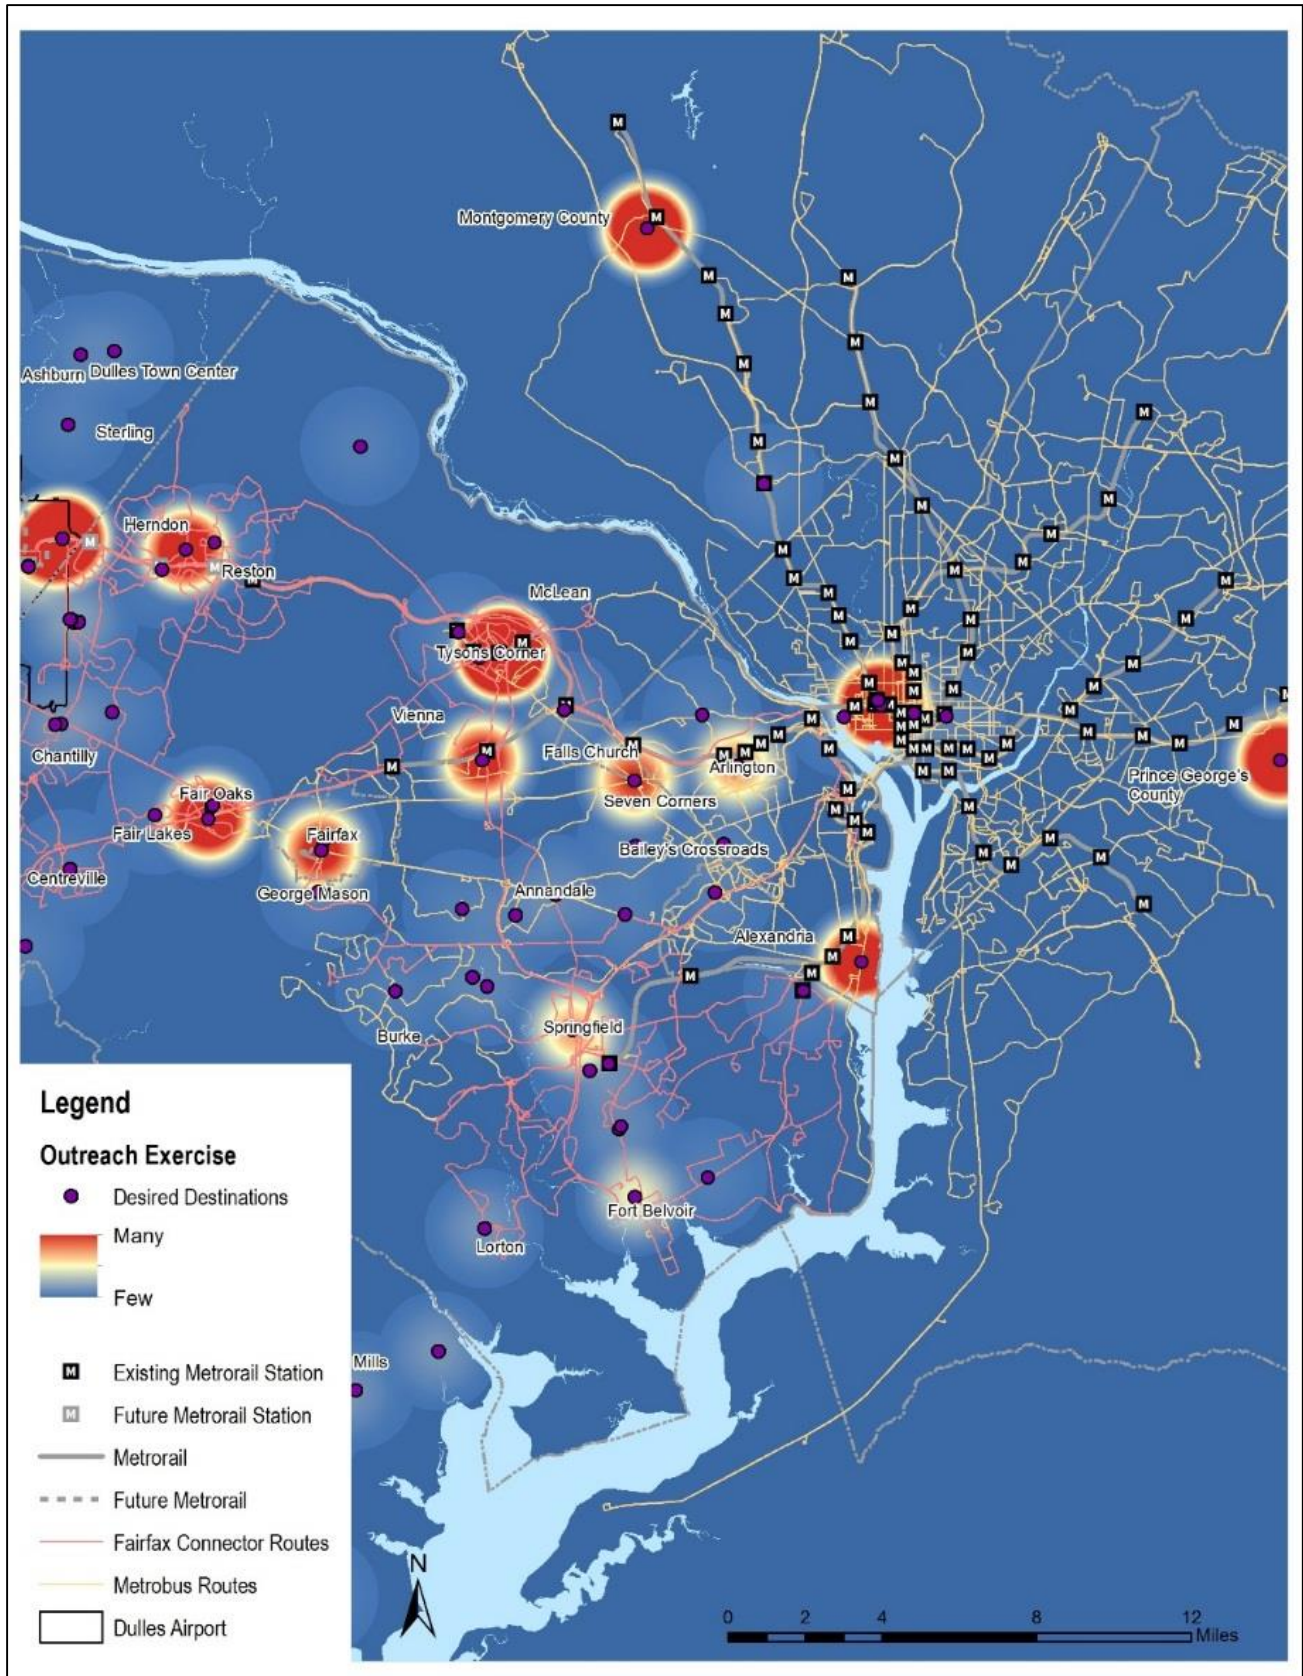 Montgomery County
Ashburn
Dulles Town Center
Sterling
Herndon
Reston
McLean
Tysons Corner
Vienna
Falls Church
Arlington
Chantilly
Seven Corners
Prince George's
County
Fair Oaks
Fair Lakes
Fairfax
Bailey's Crossroads
Centreville
George Mason
Annandale
Alexandria
Springfield
Burke
Fort Belvoir
Lorton
Mills
Legend
Outreach Exercise
Desired Destinations
Many
Few
M Existing Metrorail Station
M Future Metrorail Station
Metrorail
Future Metrorail
Fairfax Connector Routes
Metrobus Routes
Dulles Airport
N
0 2 4 8 12
Miles